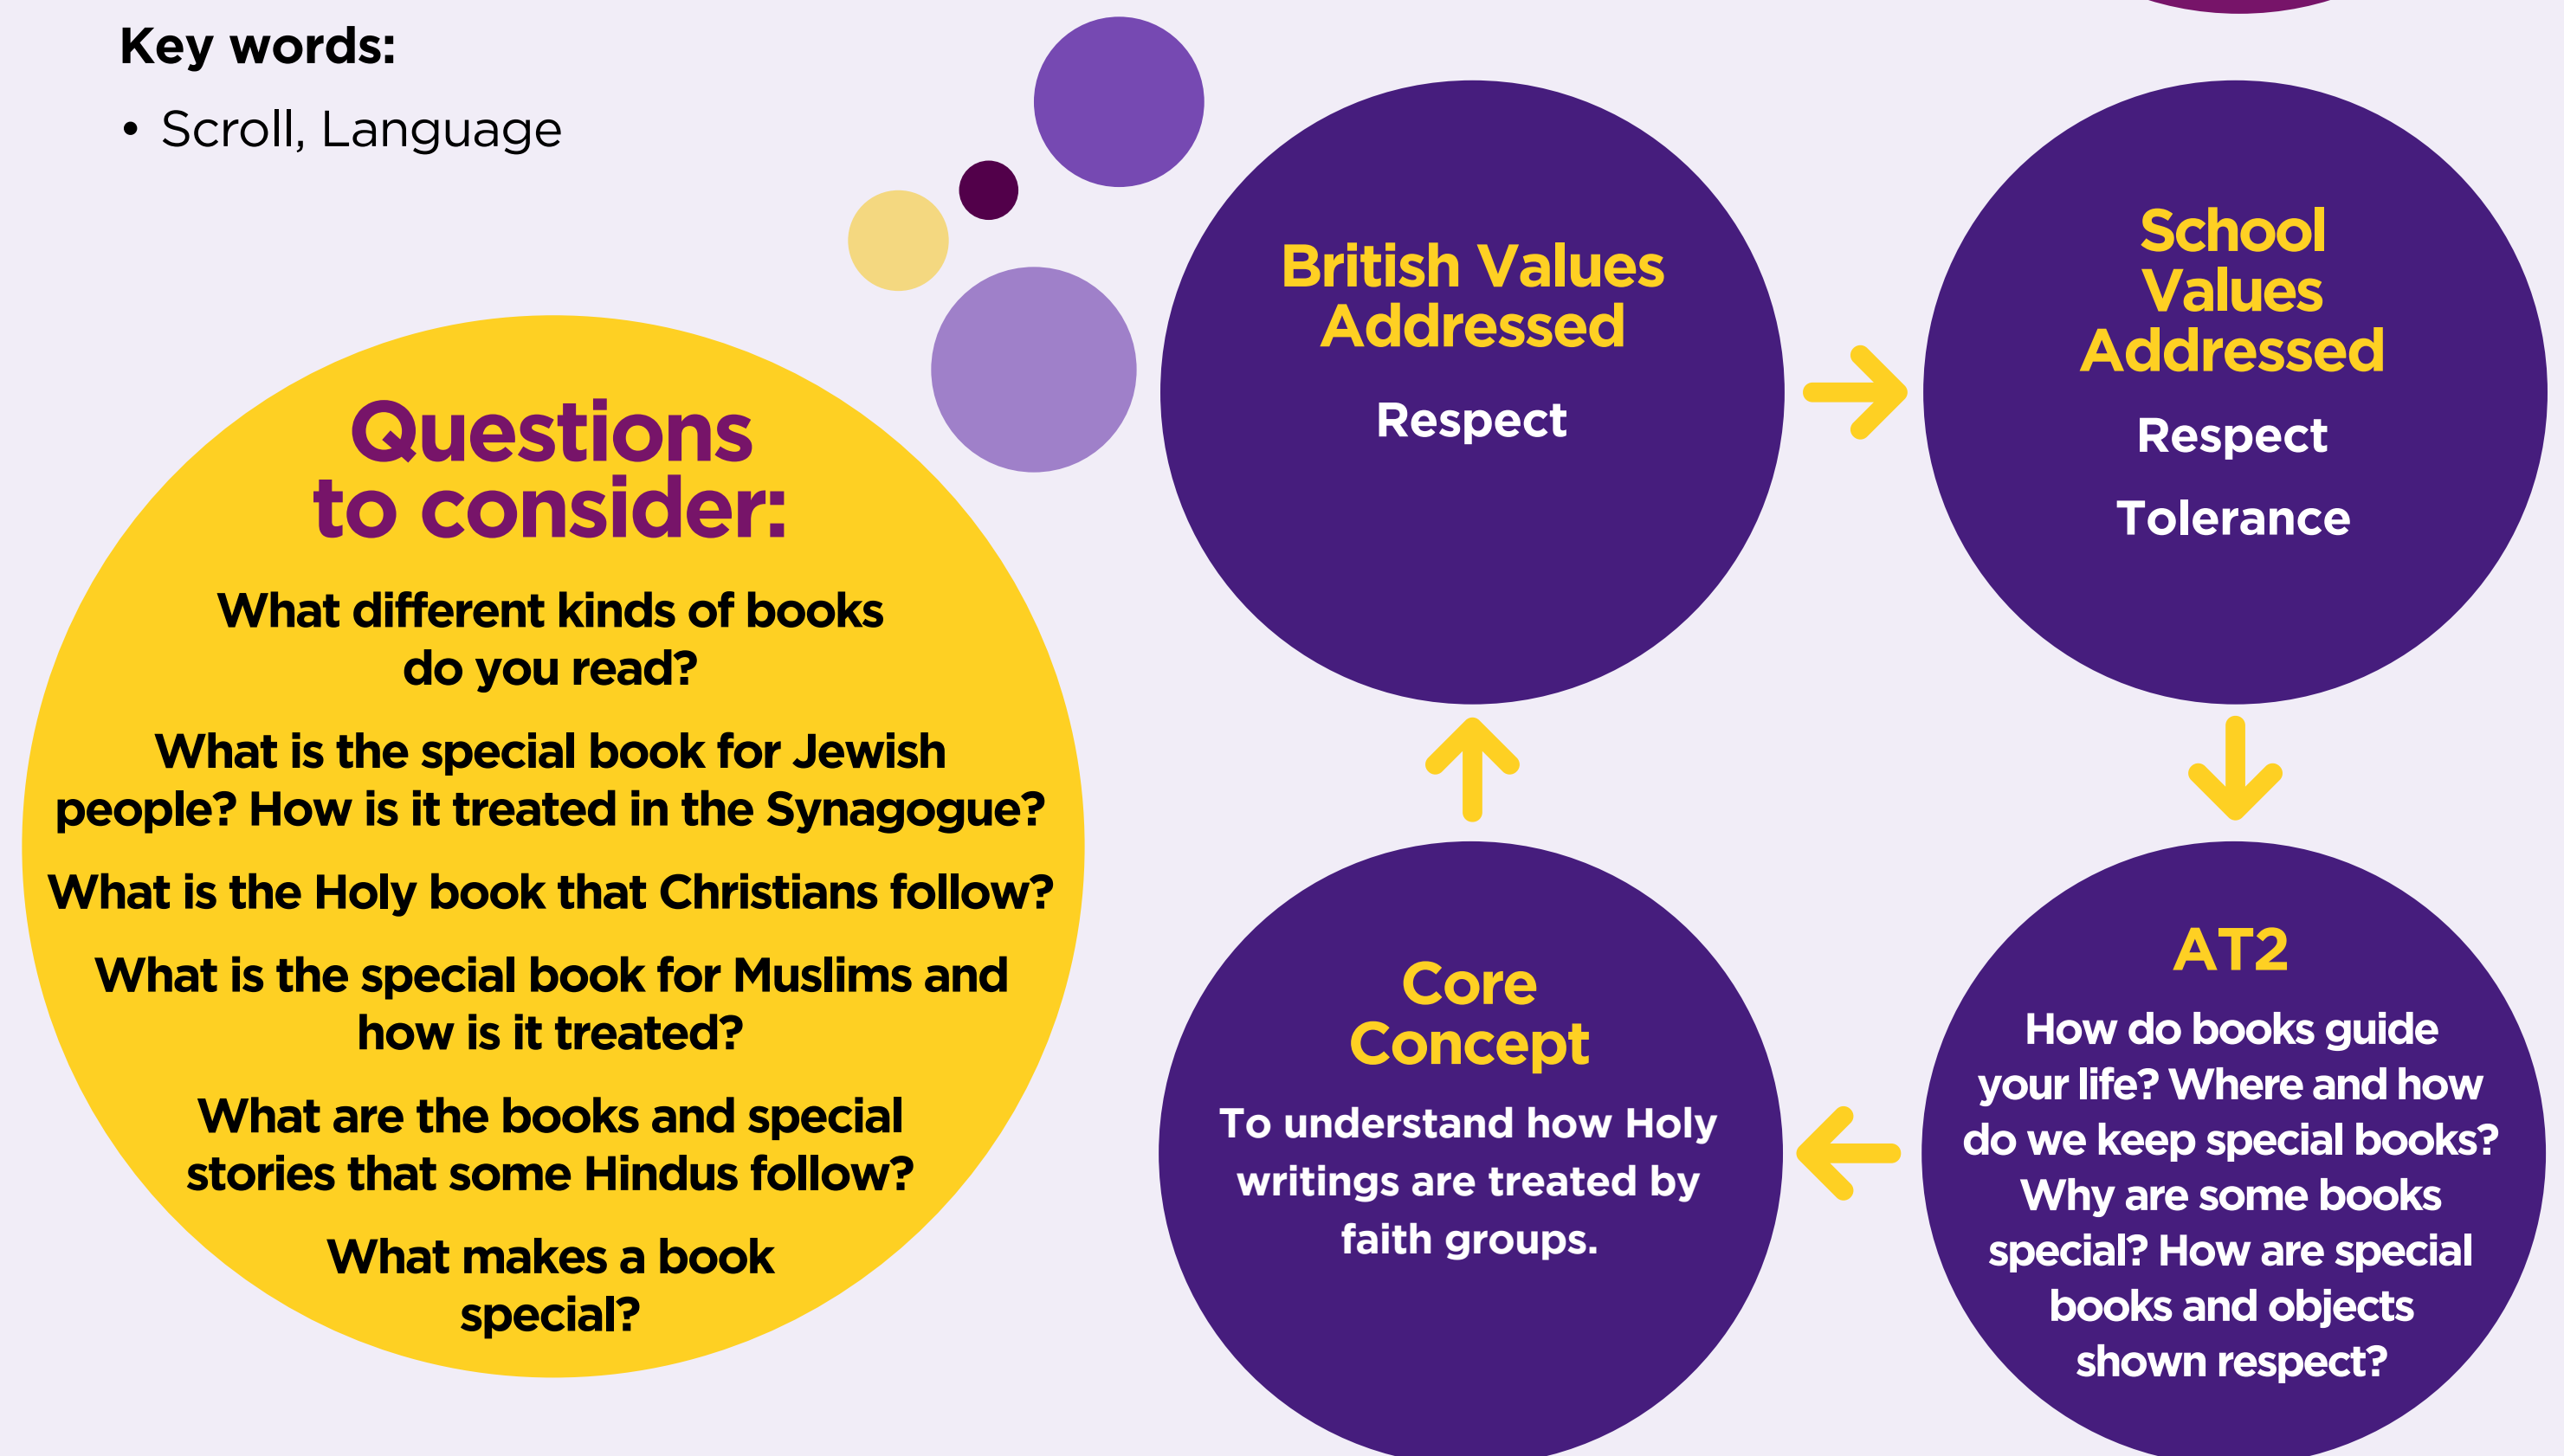 Key words:
• Scroll, Language
Questions
to consider:
What different kinds of books
do you read?
What is the special book for Jewish
people? How is it treated in the Synagogue?
What is the Holy book that Christians follow?
What is the special book for Muslims and
how is it treated?
What are the books and special
stories that some Hindus follow?
What makes a book
special?
British Values
Addressed
Respect
School
Values
Addressed
Respect
Tolerance
AT2
How do books guide
your life? Where and how
do we keep special books?
Why are some books
special? How are special
books and objects
shown respect?
Core
Concept
To understand how Holy
writings are treated by
faith groups.